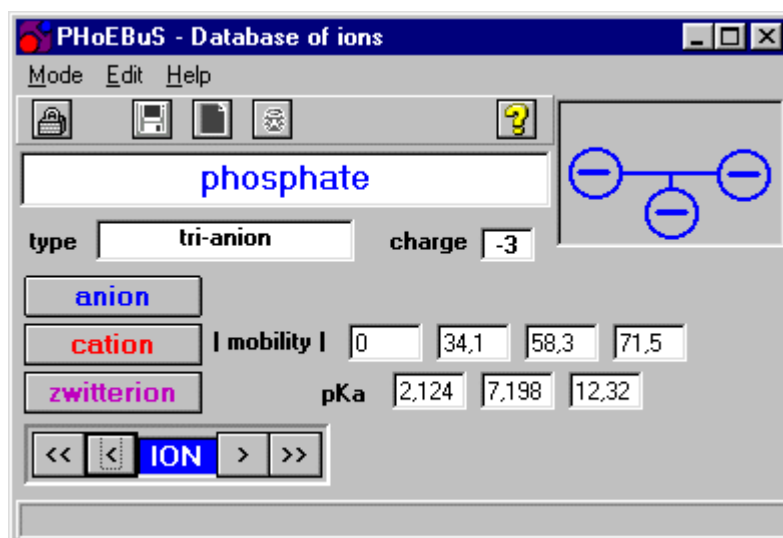 PHoEBuS - Database of ions
Mode Edit Help
?
phosphate
type tri-anion charge -3
anion
cation | mobility | 0 34,1 58,3 71,5
zwitterion pKa 2,124 7,198 12,32
<< < ION > >>